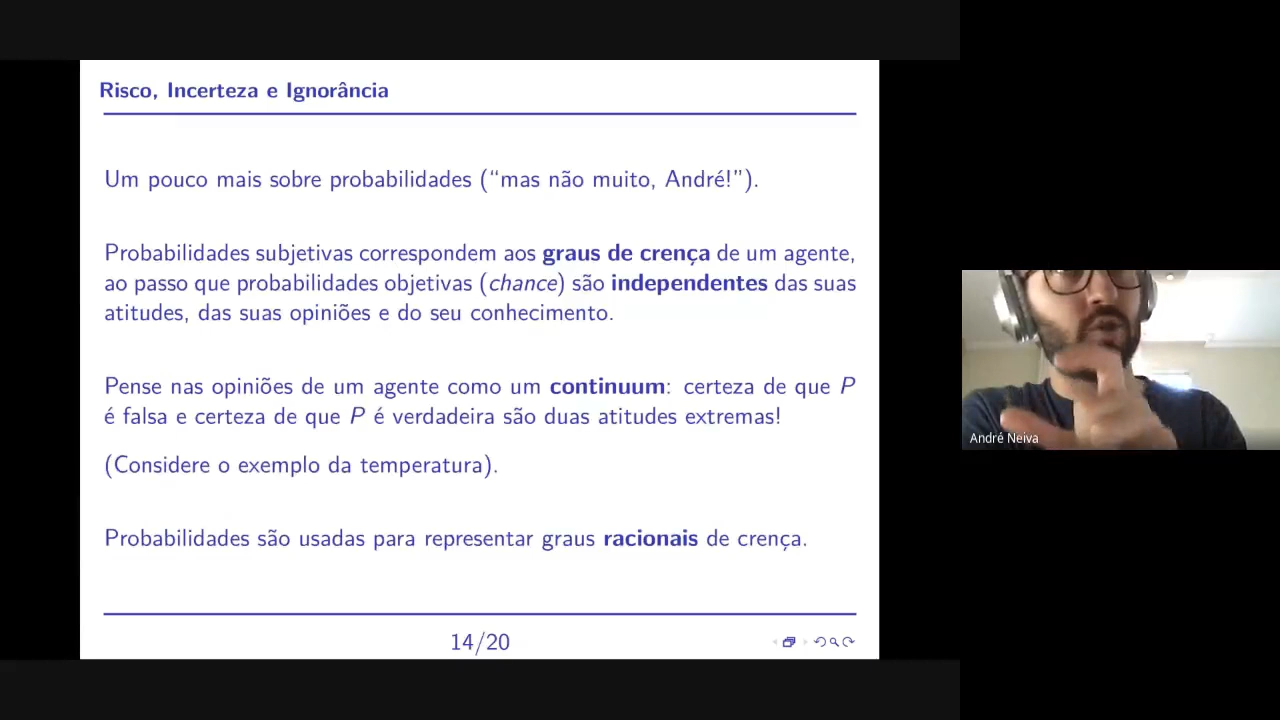 Risco, Incerteza e Ignorância
Um pouco mais sobre probabilidades (“mas não muito, André!”).
Probabilidades subjetivas correspondem aos graus de crença de um agente,
ao passo que probabilidades objetivas (chance) são independentes das suas
atitudes, das suas opiniões e do seu conhecimento.
Pense nas opiniões de um agente como um continuum: certeza de que P
é falsa e certeza de que P é verdadeira são duas atitudes extremas!
(Considere o exemplo da temperatura).
Probabilidades são usadas para representar graus racionais de crença.
14/20
André Neiva